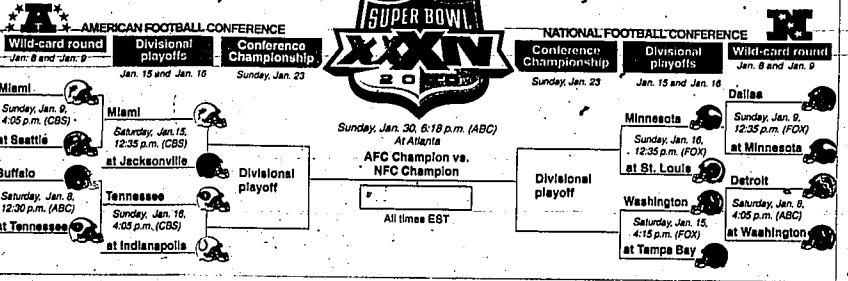 SUPER BOWL
XXXIV
AMERICAN FOOTBALL CONFERENCE
NATIONAL FOOTBALL CONFERENCE
Wild-card round
Jan. 8 and Jan. 9
Divisional
playoffs
Jan. 15 and Jan. 16
Conference
Championship
Sunday, Jan. 23
Conference
Championship
Sunday, Jan. 23
Divisional
playoffs
Jan. 15 and Jan. 16
Wild-card round
Jan. 8 and Jan. 9
Miami
Sunday, Jan. 9,
4:05 p.m. (CBS)
at Seattle
Buffalo
Saturday, Jan. 8,
12:30 p.m. (ABC)
at Tennessee
Miami
Saturday, Jan. 15,
12:35 p.m. (CBS)
at Jacksonville
Tennessee
Sunday, Jan. 16,
4:05 p.m. (CBS)
at Indianapolis
Divisional
playoff
Sunday, Jan. 30, 6:18 p.m. (ABC)
At Atlanta
AFC Champion vs.
NFC Champion
All times EST
Divisional
playoff
Minnesota
Sunday, Jan. 16,
12:35 p.m. (FOX)
at St. Louis
Washington
Saturday, Jan. 15,
4:15 p.m. (FOX)
at Tampa Bay
Dallas
Sunday, Jan. 9,
12:35 p.m. (FOX)
at Minnesota
Detroit
Saturday, Jan. 8,
4:05 p.m. (ABC)
at Washington